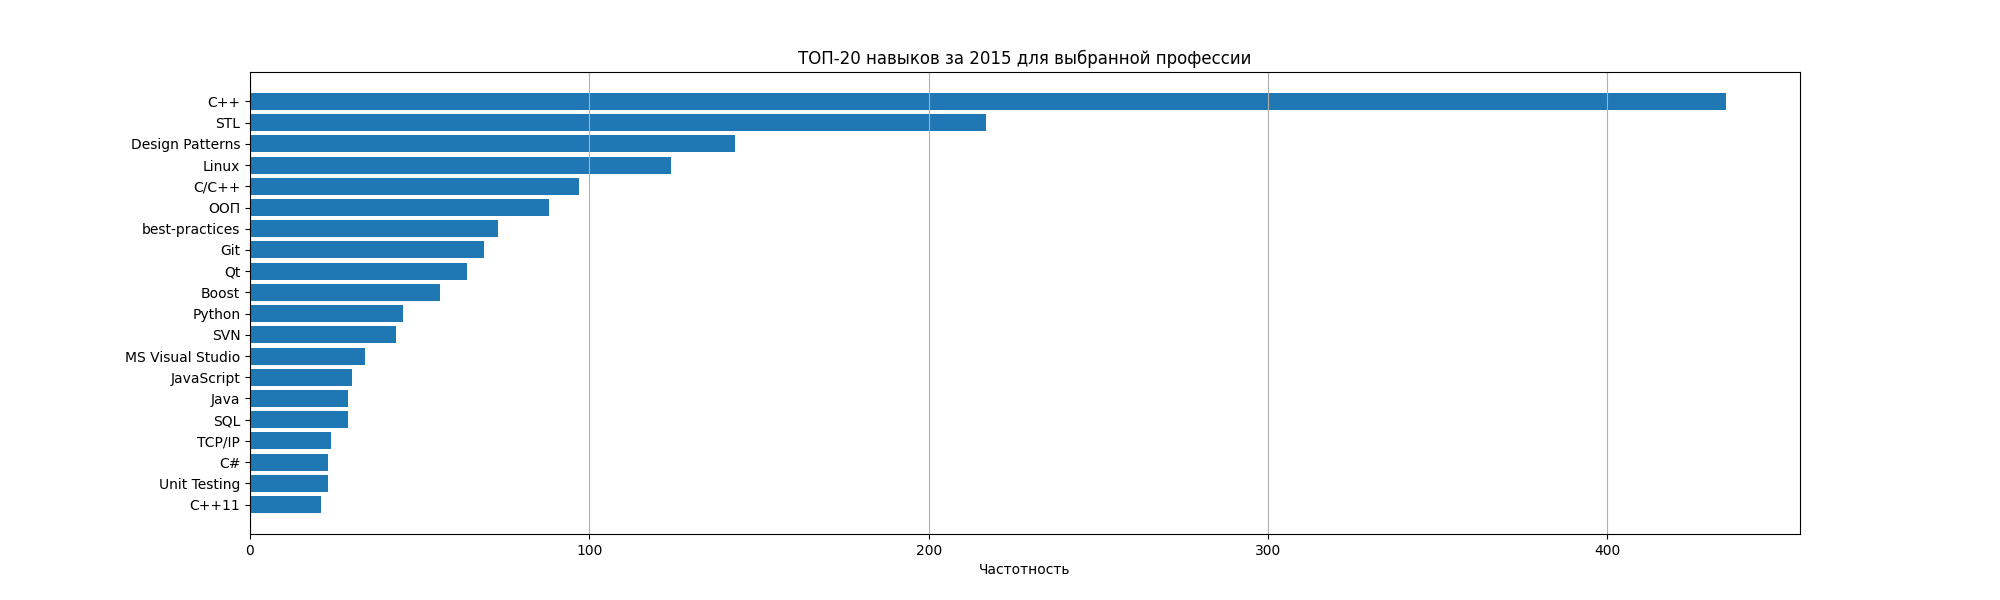 ТОП-20 навыков за 2015 для выбранной профессии
C++
STL
Design Patterns
Linux
C/C++
ООП
best-practices
Git
Qt
Boost
Python
SVN
MS Visual Studio
JavaScript
Java
SQL
TCP/IP
C#
Unit Testing
C++11
0 100 200 300 400
Частотность